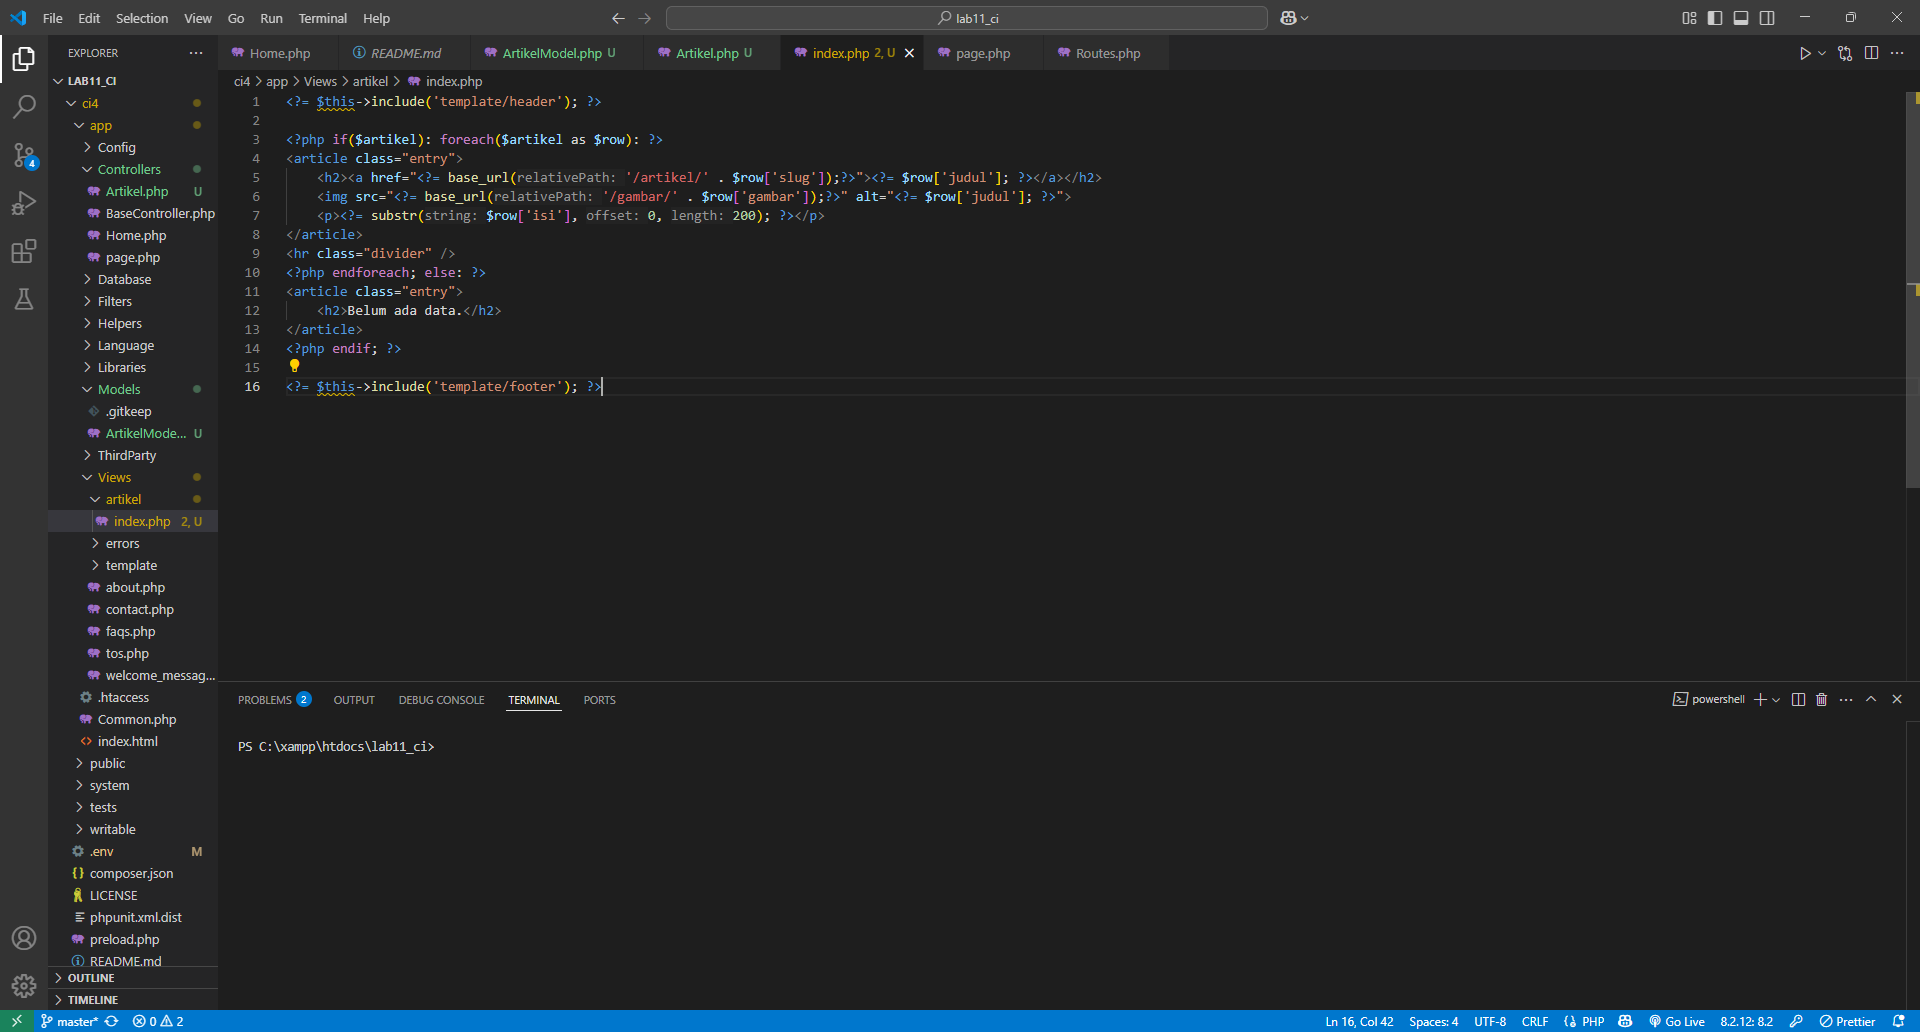 File Edit Selection View Go Run Terminal Help
lab11_ci
EXPLORER
LAB11_CI
ci4
app
Config
Controllers
Artikel.php U
BaseController.php
Home.php
page.php
Database
Filters
Helpers
Language
Libraries
Models
.gitkeep
ArtikelMode... U
ThirdParty
Views
artikel
index.php 2, U
errors
template
about.php
contact.php
faqs.php
tos.php
welcome_messag...
.htaccess
Common.php
index.html
public
system
tests
writable
.env M
composer.json
LICENSE
phpunit.xml.dist
preload.php
README.md
OUTLINE
TIMELINE
4
Home.php README.md ArtikelModel.php U Artikel.php U index.php 2, U page.php Routes.php
ci4 > app > Views > artikel > index.php
1 <?= $this->include('template/header'); ?>
2
3 <?php if($artikel): foreach($artikel as $row): ?>
4 <article class="entry">
5 <h2><a href="<?= base_url(relativePath: '/artikel/' . $row['slug']);?>"><?= $row['judul']; ?></a></h2>
6 <img src="<?= base_url(relativePath: '/gambar/' . $row['gambar']);?>" alt="<?= $row['judul']; ?>">
7 <p><?= substr(string: $row['isi'], offset: 0, length: 200); ?></p>
8 </article>
9 <hr class="divider" />
10 <?php endforeach; else: ?>
11 <article class="entry">
12 <h2>Belum ada data.</h2>
13 </article>
14 <?php endif; ?>
15
16 <?= $this->include('template/footer'); ?>
PROBLEMS 2 OUTPUT DEBUG CONSOLE TERMINAL PORTS
powershell
PS C:\xampp\htdocs\lab11_ci>
master* 0 2
Ln 16, Col 42 Spaces: 4 UTF-8 CRLF {} PHP Go Live 8.2.12: 8.2 Prettier